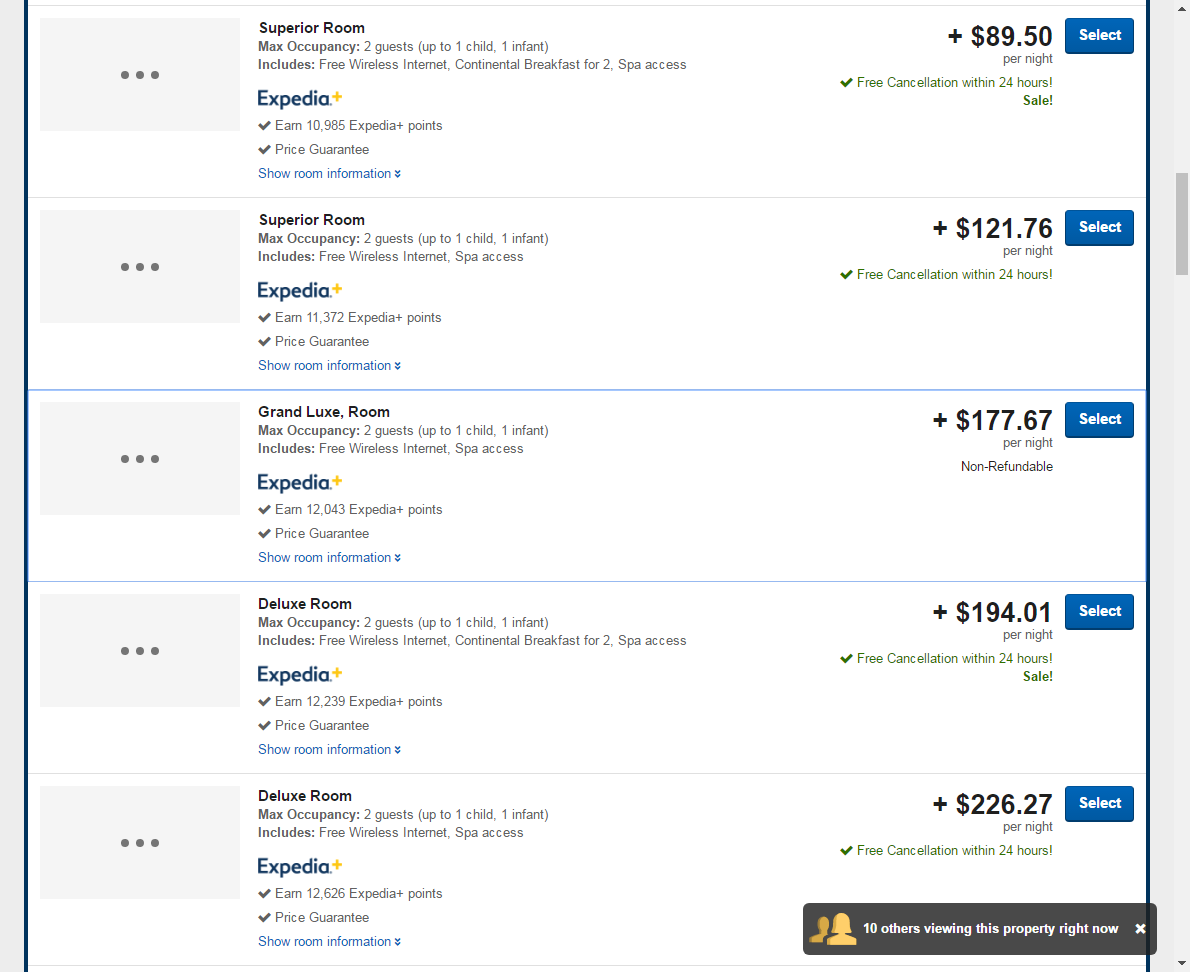 Superior Room
+ $89.50
Select
Max Occupancy: 2 guests (up to 1 child, 1 infant)
per night
Includes: Free Wireless Internet, Continental Breakfast for 2, Spa access
Free Cancellation within 24 hours!
Sale!
Expedia+
Earn 10,985 Expedia+ points
Price Guarantee
Show room information
Superior Room
+ $121.76
Select
Max Occupancy: 2 guests (up to 1 child, 1 infant)
per night
Includes: Free Wireless Internet, Spa access
Free Cancellation within 24 hours!
Expedia+
Earn 11,372 Expedia+ points
Price Guarantee
Show room information
Grand Luxe, Room
+ $177.67
Select
Max Occupancy: 2 guests (up to 1 child, 1 infant)
per night
Includes: Free Wireless Internet, Spa access
Non-Refundable
Expedia+
Earn 12,043 Expedia+ points
Price Guarantee
Show room information
Deluxe Room
+ $194.01
Select
Max Occupancy: 2 guests (up to 1 child, 1 infant)
per night
Includes: Free Wireless Internet, Continental Breakfast for 2, Spa access
Free Cancellation within 24 hours!
Sale!
Expedia+
Earn 12,239 Expedia+ points
Price Guarantee
Show room information
Deluxe Room
+ $226.27
Select
Max Occupancy: 2 guests (up to 1 child, 1 infant)
per night
Includes: Free Wireless Internet, Spa access
Free Cancellation within 24 hours!
Expedia+
Earn 12,626 Expedia+ points
Price Guarantee
Show room information
10 others viewing this property right now